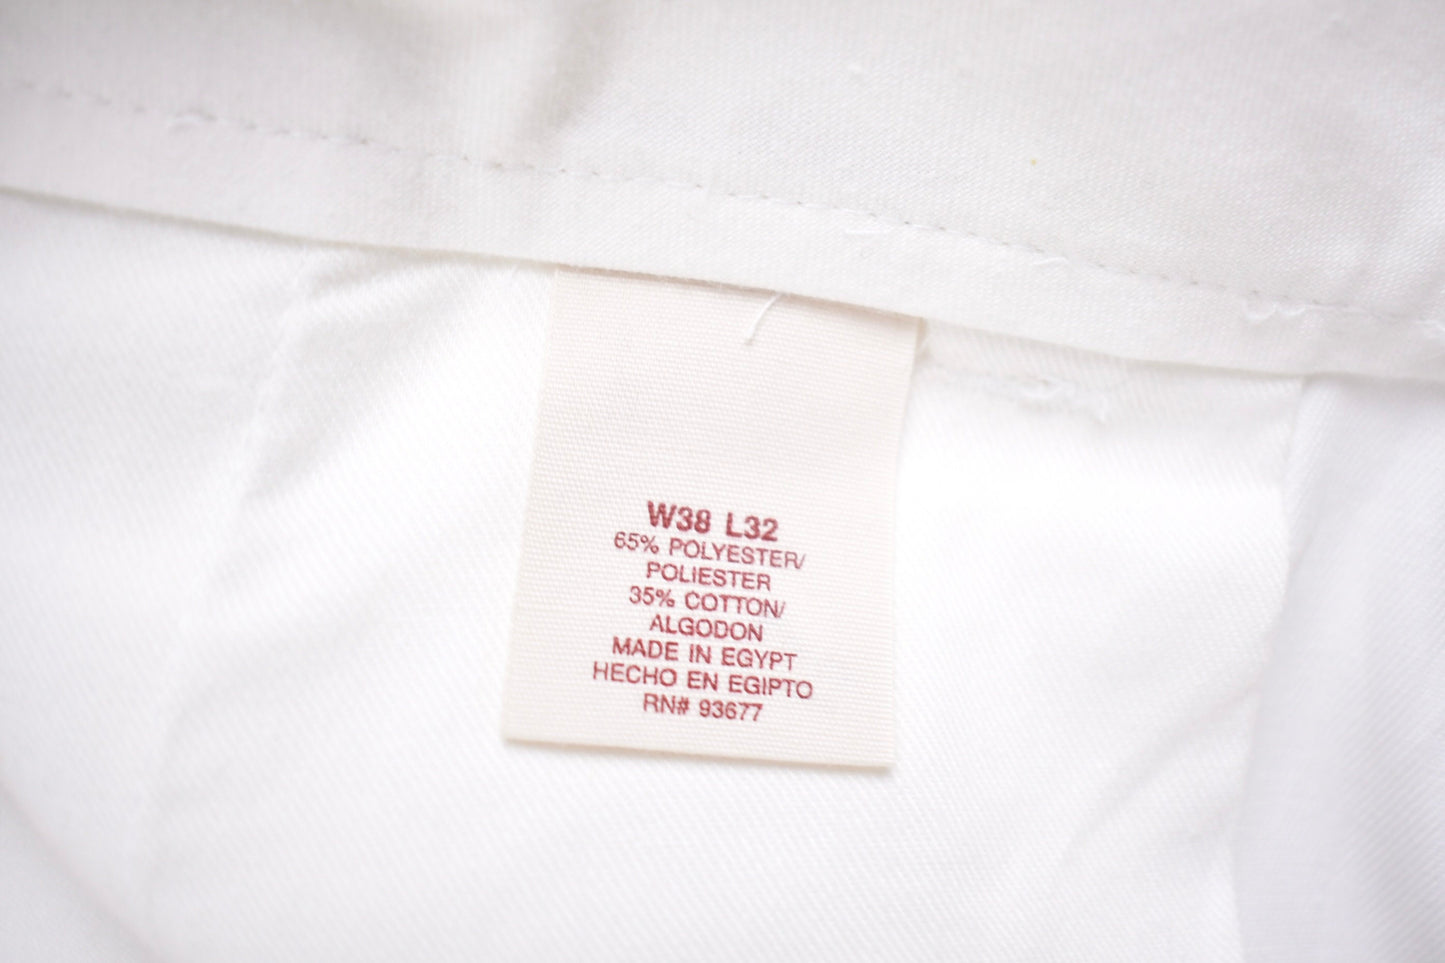 W38 L32
65% POLYESTER/
POLIESTER
35% COTTON/
ALGODON
MADE IN EGYPT
HECHO EN EGIPTO
RN# 93677